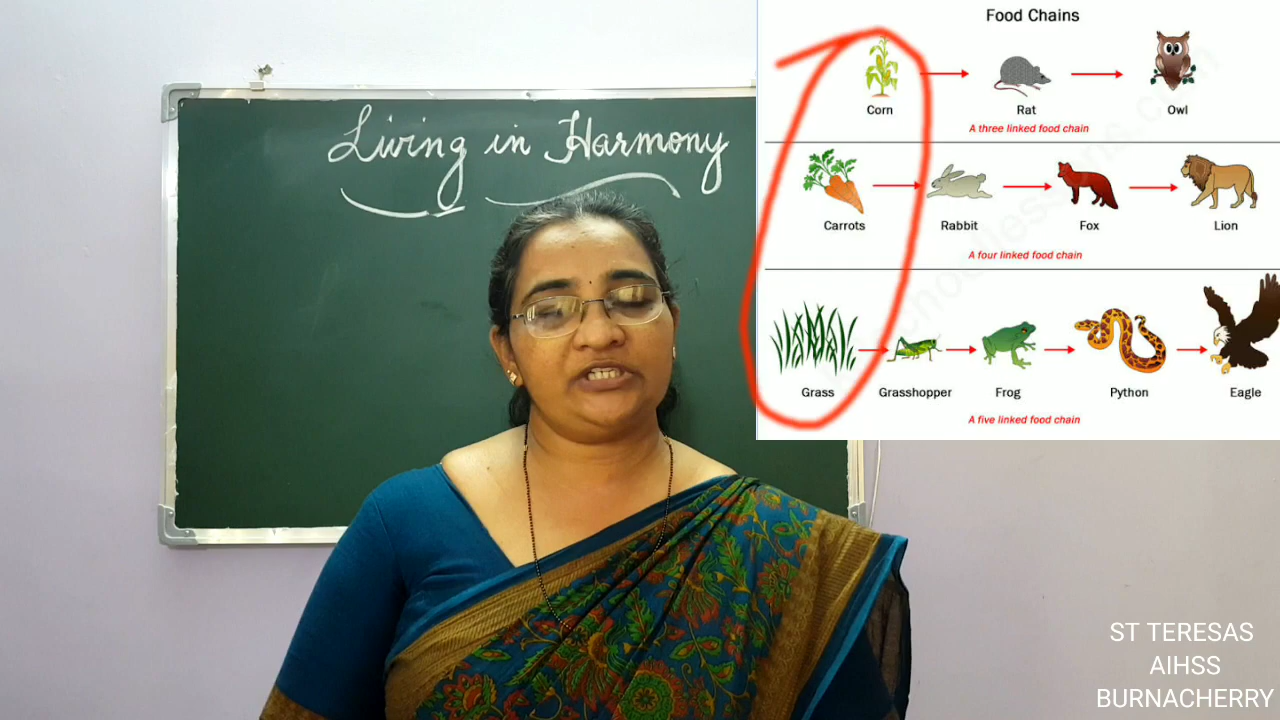 Living in Harmony
Food Chains
Corn Rat Owl
A three linked food chain
Carrots Rabbit Fox Lion
A four linked food chain
Grass Grasshopper Frog Python Eagle
A five linked food chain
ST TERESAS
AIHSS
BURNACHERRY